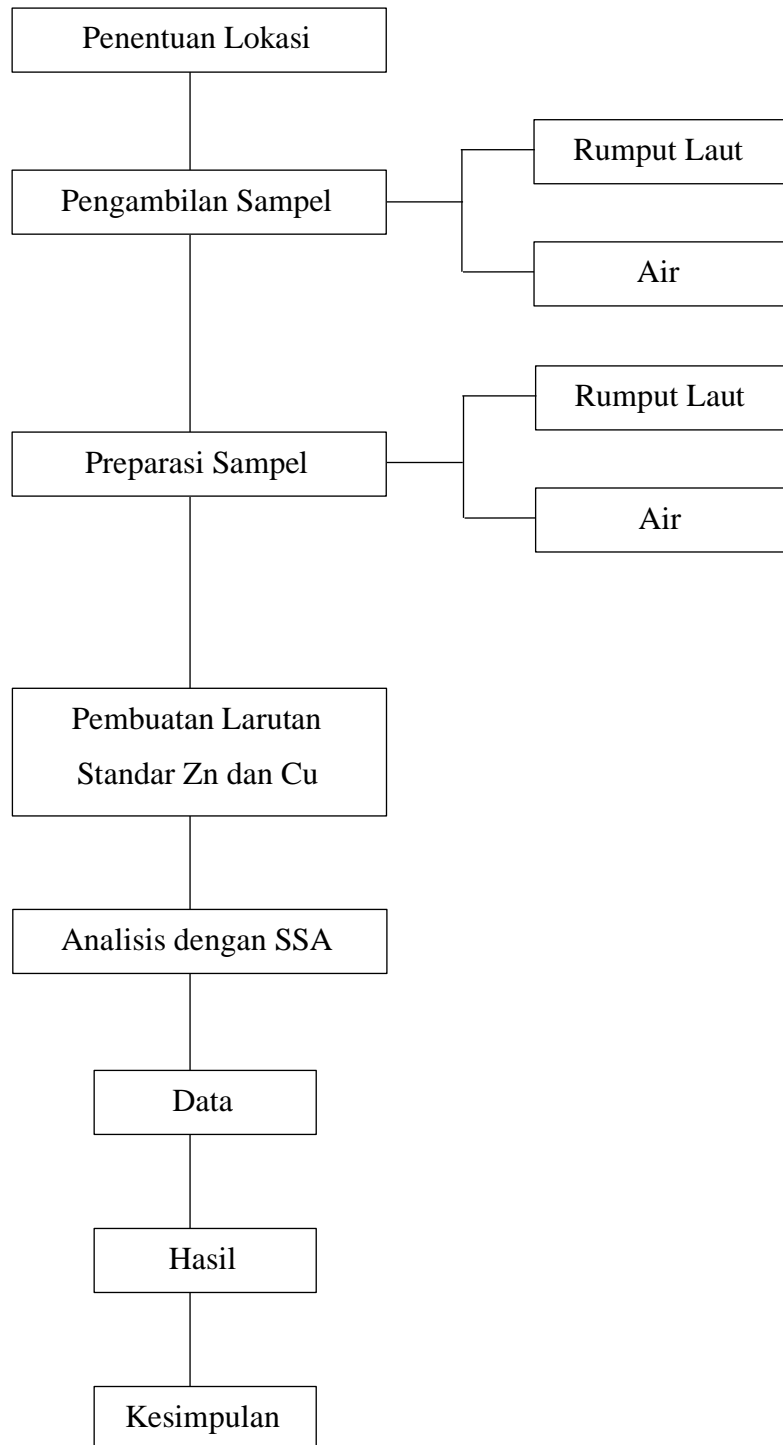 Penentuan Lokasi
Pengambilan Sampel
Rumput Laut
Air
Preparasi Sampel
Rumput Laut
Air
Pembuatan Larutan
Standar Zn dan Cu
Analisis dengan SSA
Data
Hasil
Kesimpulan